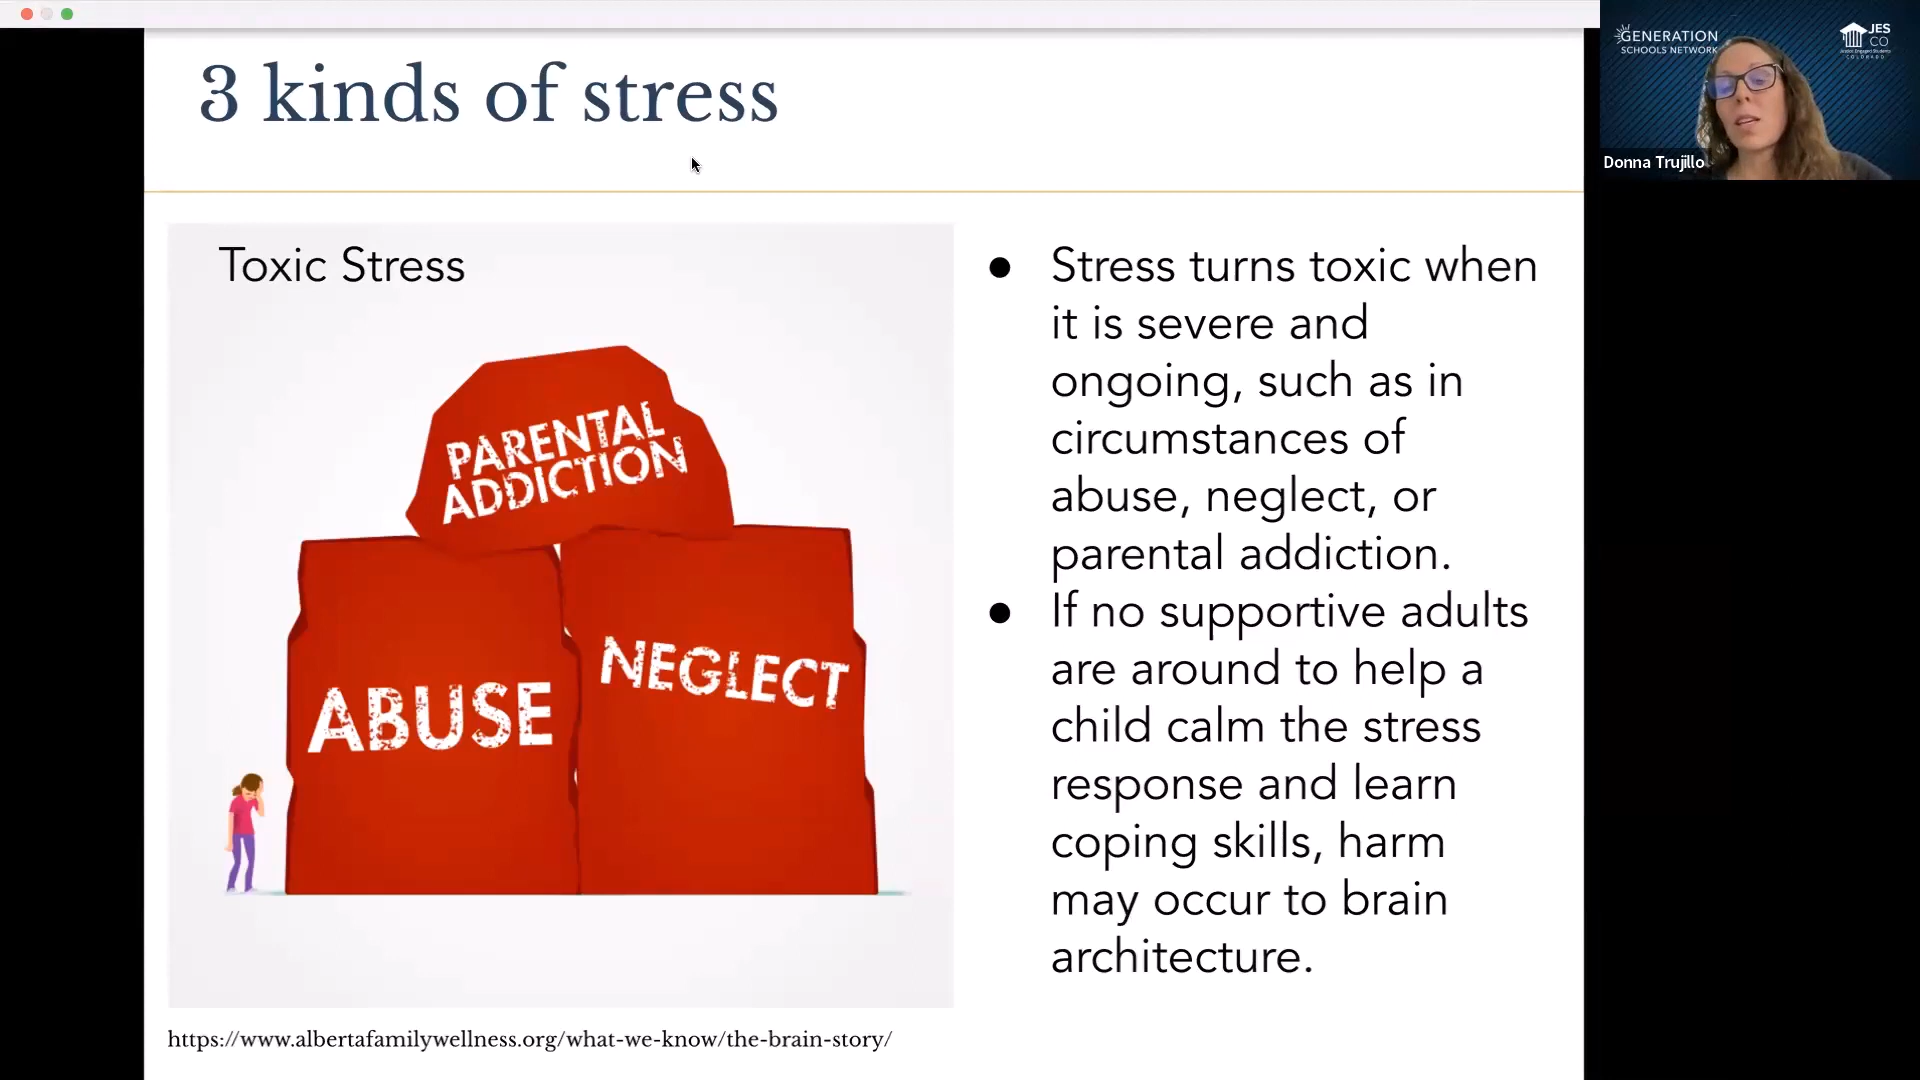 3 kinds of stress
GENERATION
SCHOOLS NETWORK
JES
CO
COLORADO
Donna Trujillo
Toxic Stress
PARENTAL
ADDICTION
ABUSE
NEGLECT
● Stress turns toxic when
it is severe and
ongoing, such as in
circumstances of
abuse, neglect, or
parental addiction.
● If no supportive adults
are around to help a
child calm the stress
response and learn
coping skills, harm
may occur to brain
architecture.
https://www.albertafamilywellness.org/what-we-know/the-brain-story/